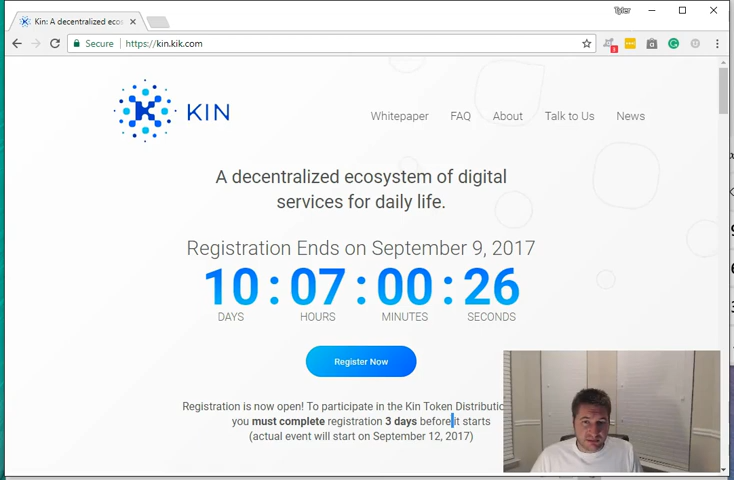 Tyler
Kin: A decentralized ecos
Secure https://kin.kik.com
KIN
Whitepaper FAQ About Talk to Us News
A decentralized ecosystem of digital
services for daily life.
Registration Ends on September 9, 2017
10 : 07 : 00 : 26
DAYS HOURS MINUTES SECONDS
Register Now
Registration is now open! To participate in the Kin Token Distributio
you must complete registration 3 days before it starts
(actual event will start on September 12, 2017)